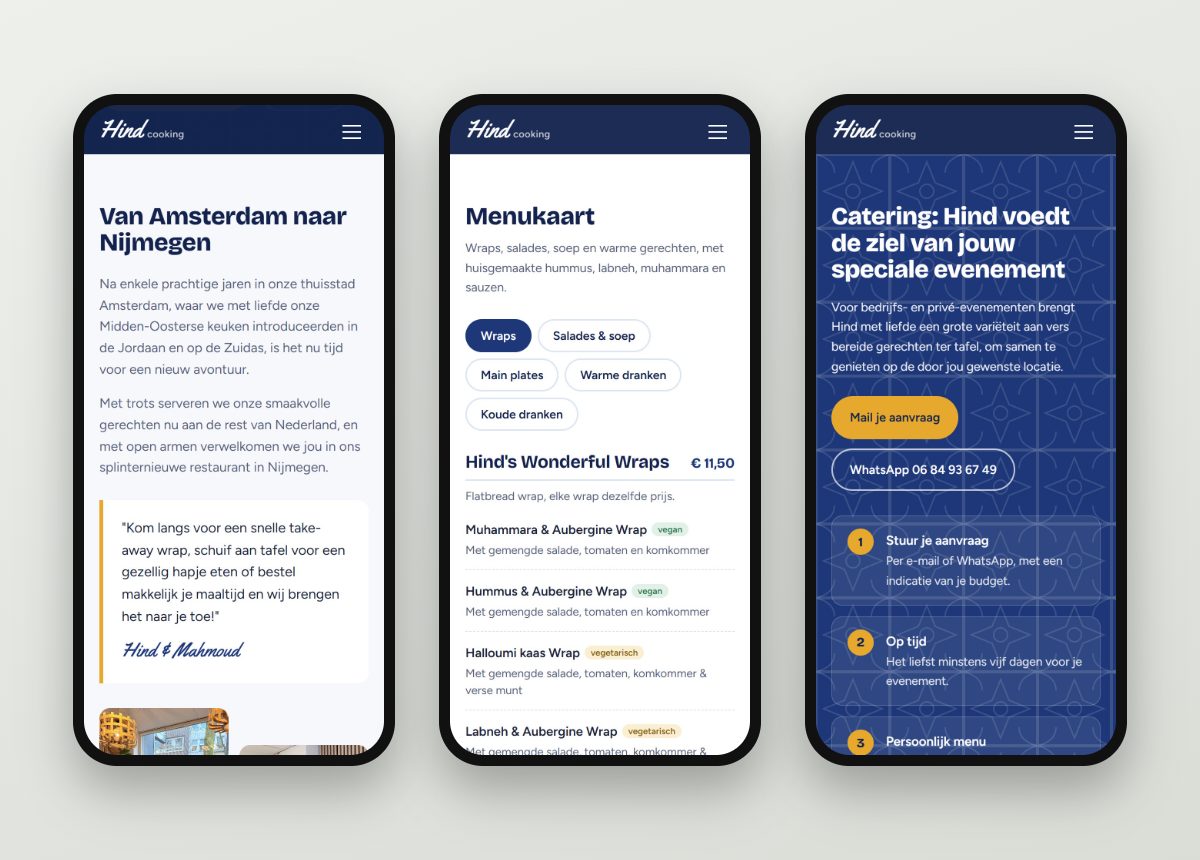 Hind cooking
Van Amsterdam naar
Nijmegen
Na enkele prachtige jaren in onze thuisstad
Amsterdam, waar we met liefde onze
Midden-Oosterse keuken introduceerden in
de Jordaan en op de Zuidas, is het nu tijd
voor een nieuw avontuur.
Met trots serveren we onze smaakvolle
gerechten nu aan de rest van Nederland, en
met open armen verwelkomen we jou in ons
splinternieuwe restaurant in Nijmegen.
"Kom langs voor een snelle take-
away wrap, schuif aan tafel voor een
gezellig hapje eten of bestel
makkelijk je maaltijd en wij brengen
het naar je toe!"
Hind & Mahmoud
Hind cooking
Menukaart
Wraps, salades, soep en warme gerechten, met
huisgemaakte hummus, labneh, muhammara en
sauzen.
Wraps
Salades & soep
Main plates
Warme dranken
Koude dranken
Hind's Wonderful Wraps € 11,50
Flatbread wrap, elke wrap dezelfde prijs.
Muhammara & Aubergine Wrap vegan
Met gemengde salade, tomaten en komkommer
Hummus & Aubergine Wrap vegan
Met gemengde salade, tomaten en komkommer
Halloumi kaas Wrap vegetarisch
Met gemengde salade, tomaten, komkommer &
verse munt
Labneh & Aubergine Wrap vegetarisch
Met gemengde salade, tomaten, komkommer &
Hind cooking
Catering: Hind voedt
de ziel van jouw
speciale evenement
Voor bedrijfs- en privé-evenementen brengt
Hind met liefde een grote variëteit aan vers
bereide gerechten ter tafel, om samen te
genieten op de door jou gewenste locatie.
Mail je aanvraag
WhatsApp 06 84 93 67 49
1 Stuur je aanvraag
Per e-mail of WhatsApp, met een
indicatie van je budget.
2 Op tijd
Het liefst minstens vijf dagen voor je
evenement.
3 Persoonlijk menu